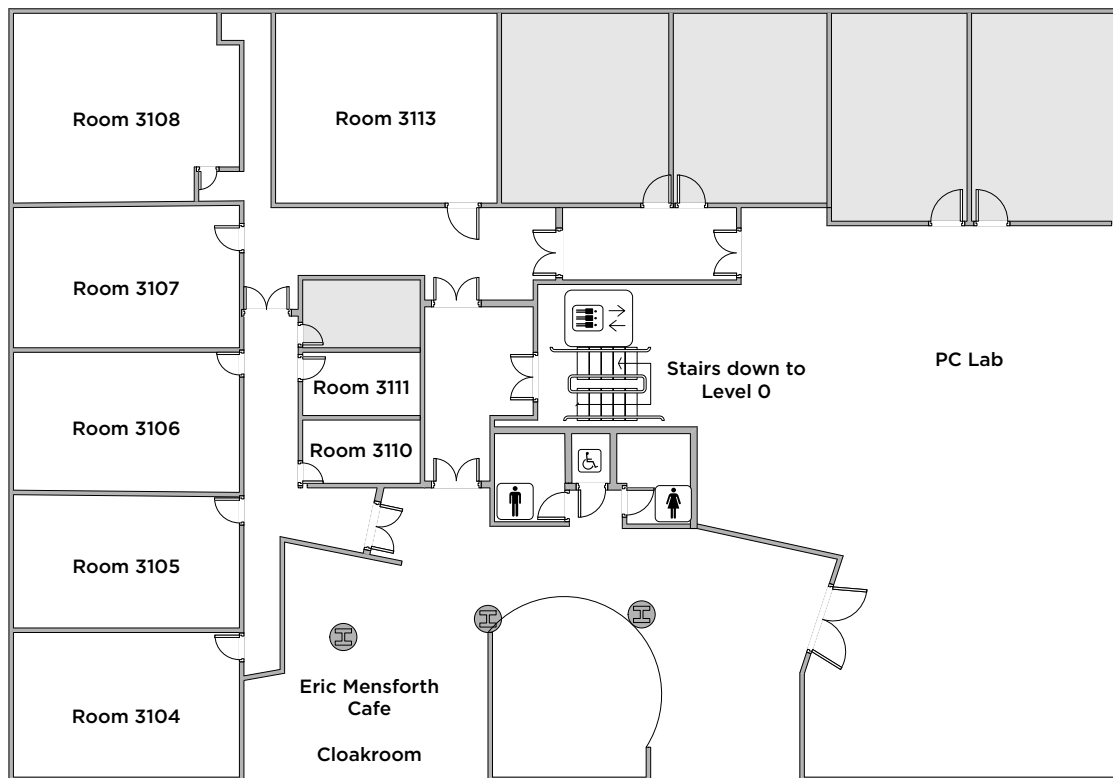 Room 3108
Room 3113
Room 3107
Room 3111
Stairs down to
Level 0
PC Lab
Room 3106
Room 3110
Room 3105
Eric Mensforth
Cafe
Room 3104
Cloakroom